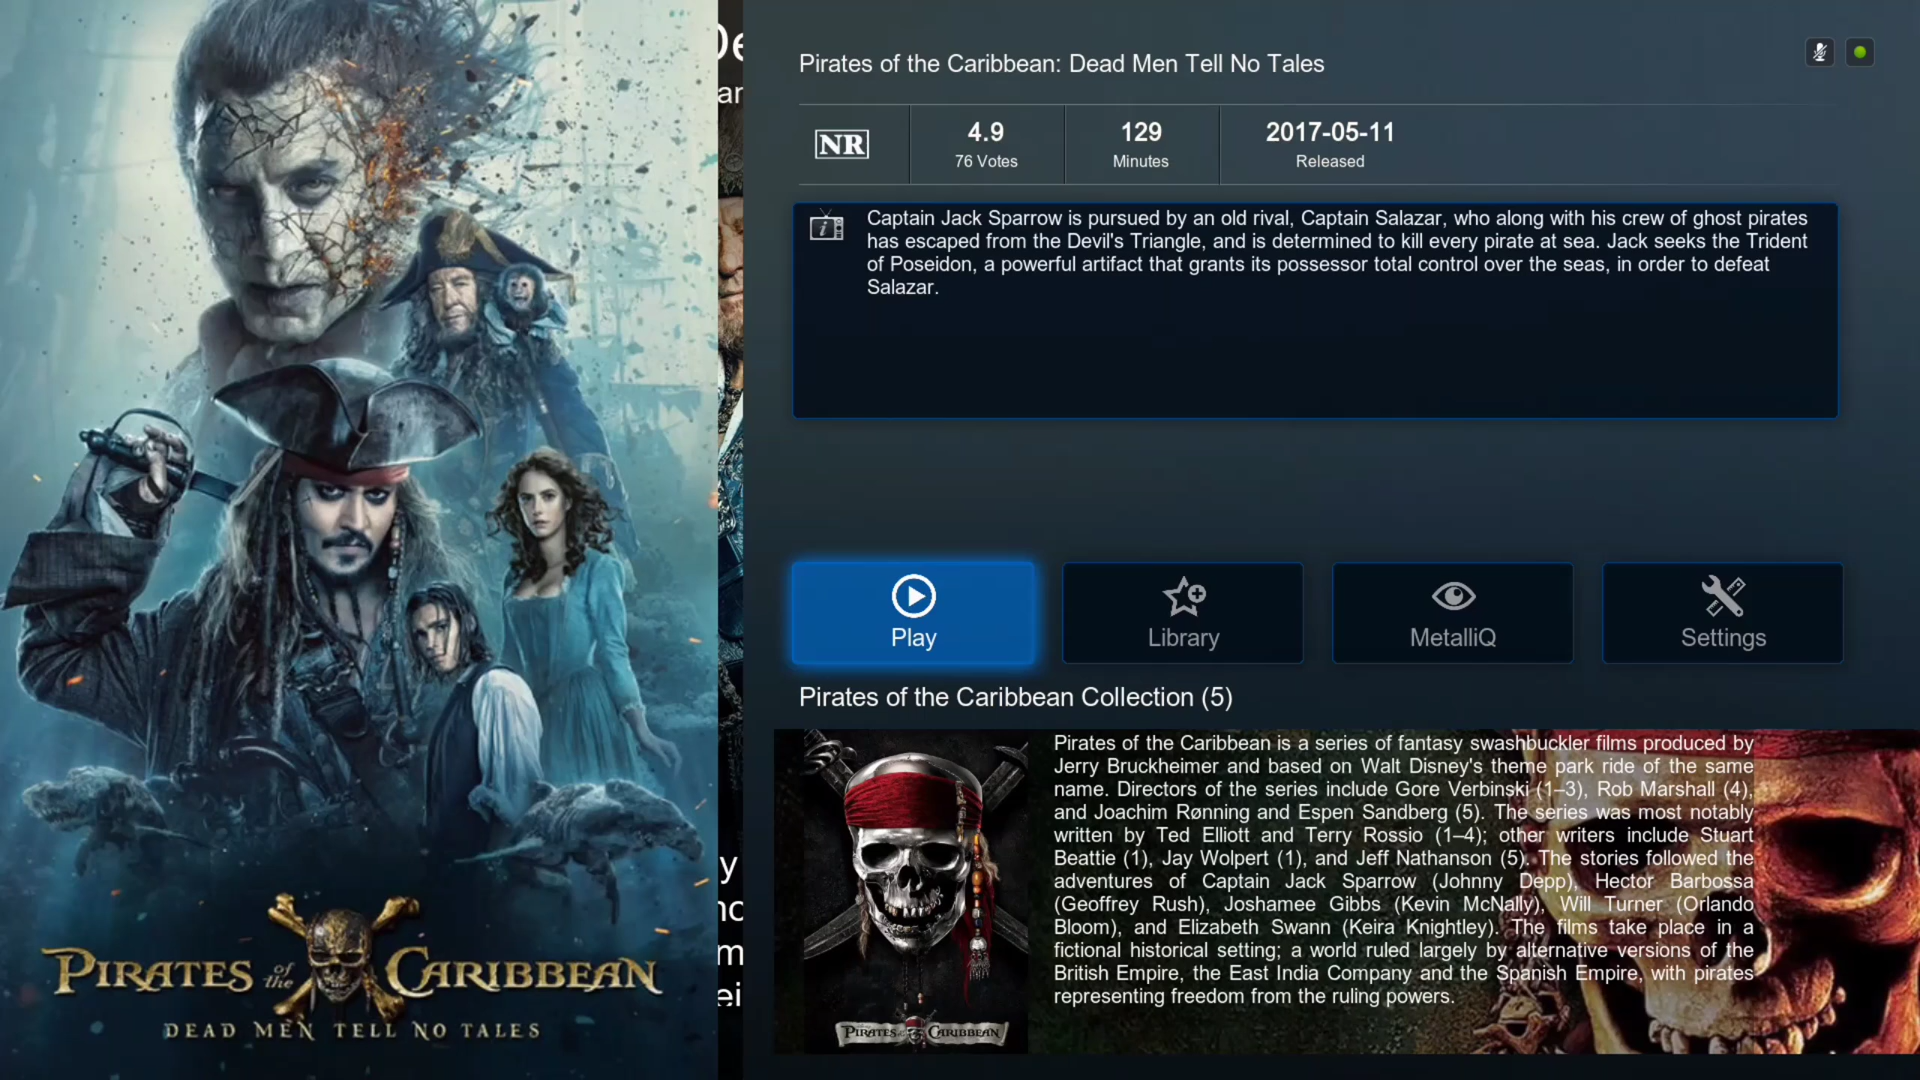 Pirates of the Caribbean: Dead Men Tell No Tales
NR
4.9
76 Votes
129
Minutes
2017-05-11
Released
Captain Jack Sparrow is pursued by an old rival, Captain Salazar, who along with his crew of ghost pirates
has escaped from the Devil's Triangle, and is determined to kill every pirate at sea. Jack seeks the Trident
of Poseidon, a powerful artifact that grants its possessor total control over the seas, in order to defeat
Salazar.
Play
Library
MetalliQ
Settings
Pirates of the Caribbean Collection (5)
Pirates of the Caribbean is a series of fantasy swashbuckler films produced by
Jerry Bruckheimer and based on Walt Disney's theme park ride of the same
name. Directors of the series include Gore Verbinski (1–3), Rob Marshall (4),
and Joachim Rønning and Espen Sandberg (5). The series was most notably
written by Ted Elliott and Terry Rossio (1–4); other writers include Stuart
Beattie (1), Jay Wolpert (1), and Jeff Nathanson (5). The stories followed the
adventures of Captain Jack Sparrow (Johnny Depp), Hector Barbossa
(Geoffrey Rush), Joshamee Gibbs (Kevin McNally), Will Turner (Orlando
Bloom), and Elizabeth Swann (Keira Knightley). The films take place in a
fictional historical setting; a world ruled largely by alternative versions of the
British Empire, the East India Company and the Spanish Empire, with pirates
representing freedom from the ruling powers.
PIRATES of the CARIBBEAN
DEAD MEN TELL NO TALES
PIRATES of the CARIBBEAN